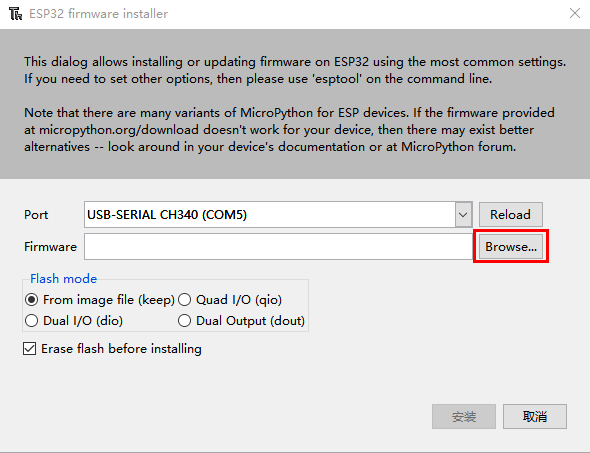 ESP32 firmware installer
This dialog allows installing or updating firmware on ESP32 using the most common settings.
If you need to set other options, then please use 'esptool' on the command line.
Note that there are many variants of MicroPython for ESP devices. If the firmware provided
at micropython.org/download doesn't work for your device, then there may exist better
alternatives -- look around in your device's documentation or at MicroPython forum.
Port USB-SERIAL CH340 (COM5) Reload
Firmware Browse...
Flash mode
From image file (keep) Quad I/O (qio)
Dual I/O (dio) Dual Output (dout)
Erase flash before installing
安装 取消